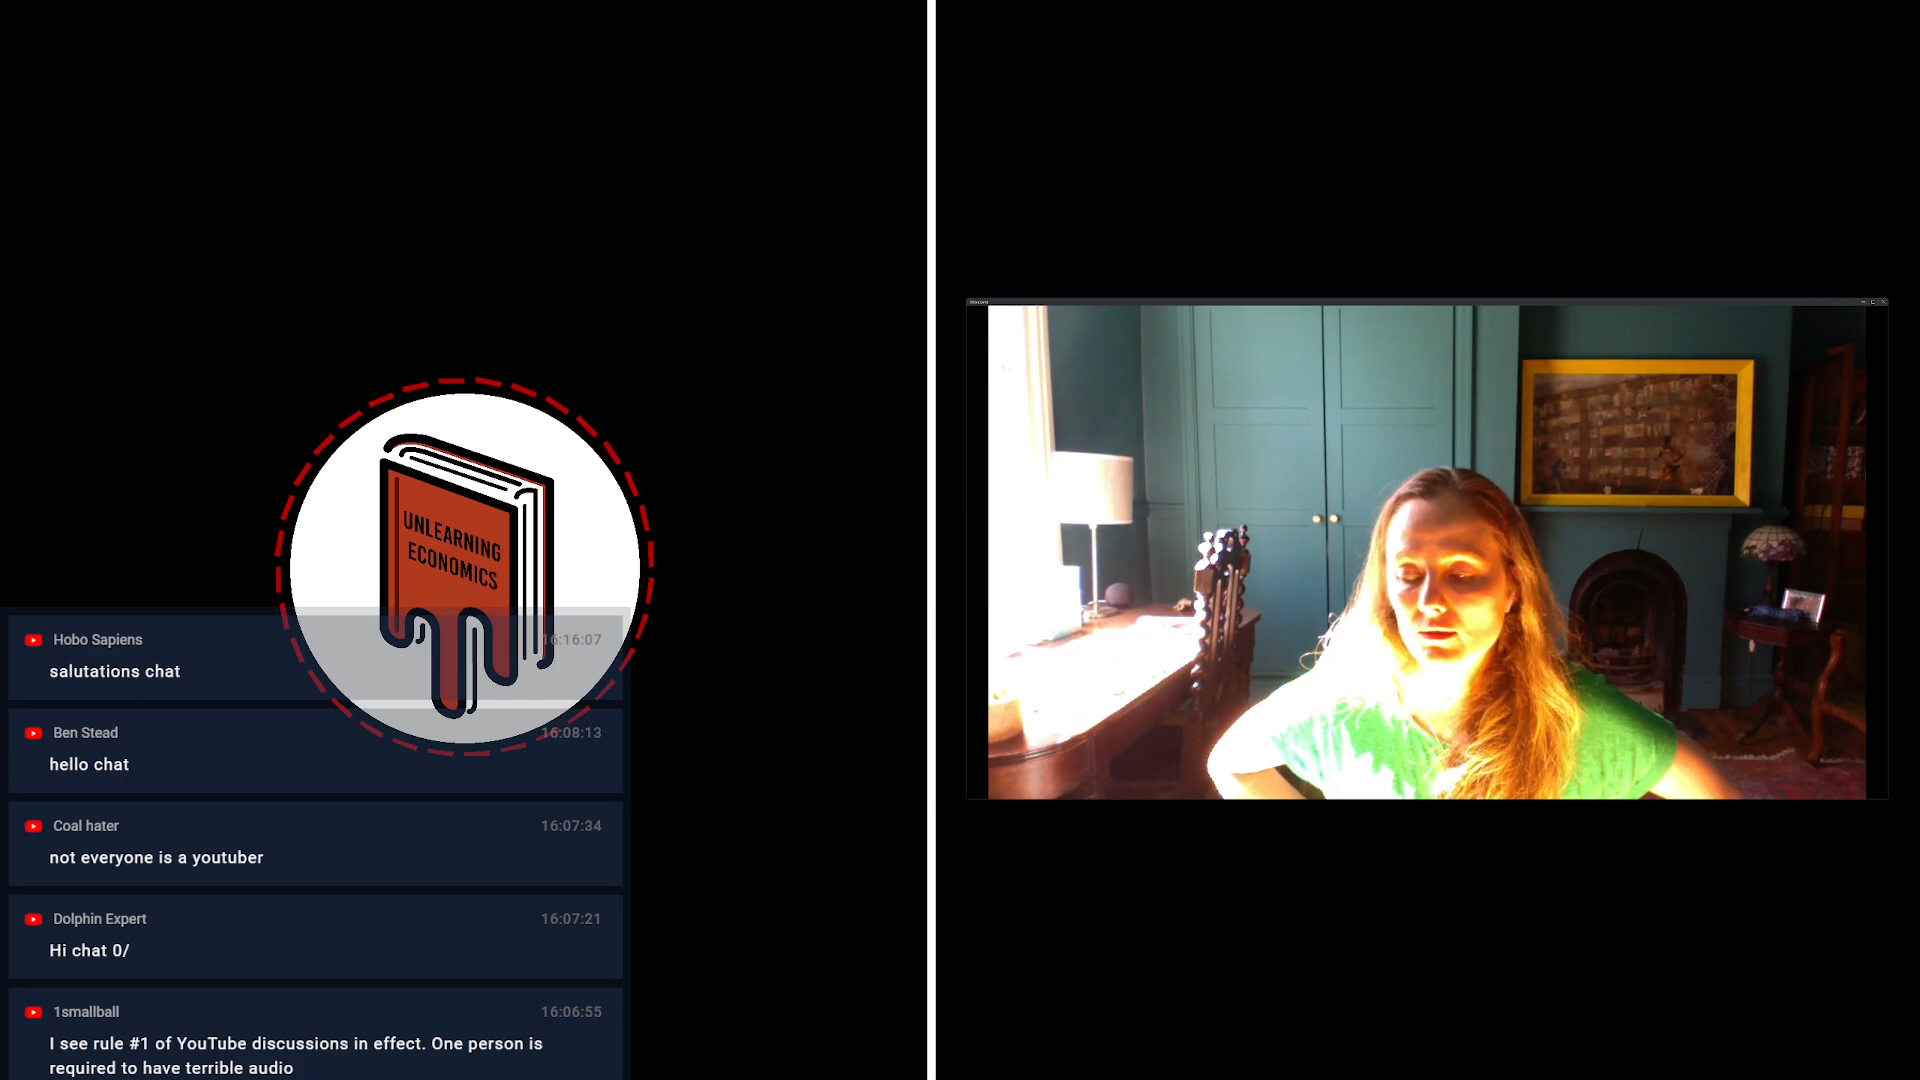 UNLEARNING
ECONOMICS
Hobo Sapiens 16:16:07
salutations chat
Ben Stead 16:08:13
hello chat
Coal hater 16:07:34
not everyone is a youtuber
Dolphin Expert 16:07:21
Hi chat 0/
1smallball 16:06:55
I see rule #1 of YouTube discussions in effect. One person is
required to have terrible audio
Discord